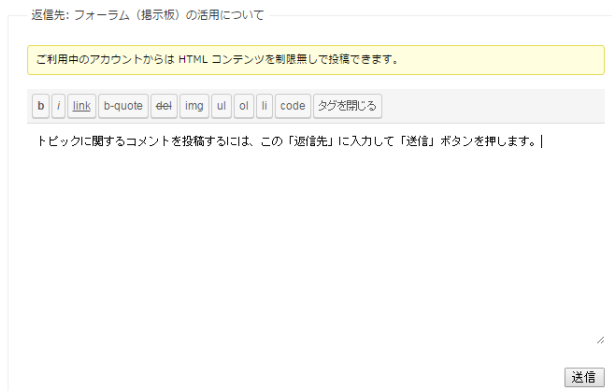 返信先: フォーラム（掲示板）の活用について
ご利用中のアカウントからは HTML コンテンツを制限無しで投稿できます。
b i link b-quote del img ul ol li code タグを閉じる
トピックに関するコメントを投稿するには、この「返信先」に入力して「送信」ボタンを押します。
送信